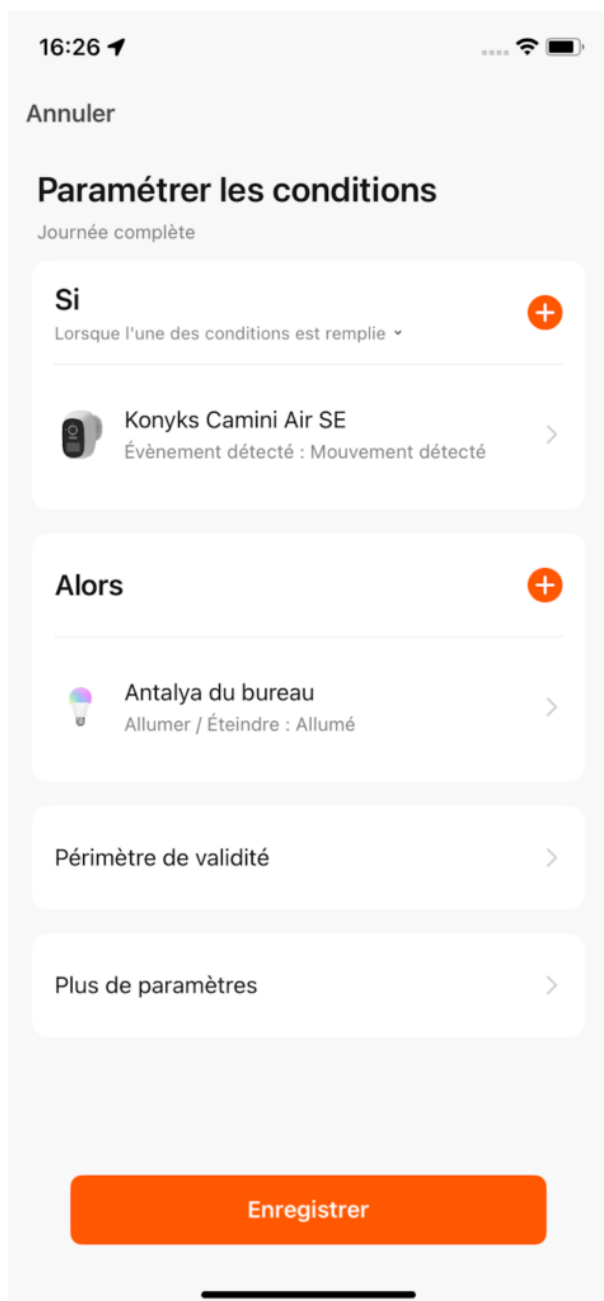 16:26
Annuler
Paramétrer les conditions
Journée complète
Si
Lorsque l'une des conditions est remplie
Konyks Camini Air SE
Évènement détecté : Mouvement détecté
Alors
Antalya du bureau
Allumer / Éteindre : Allumé
Périmètre de validité
Plus de paramètres
Enregistrer